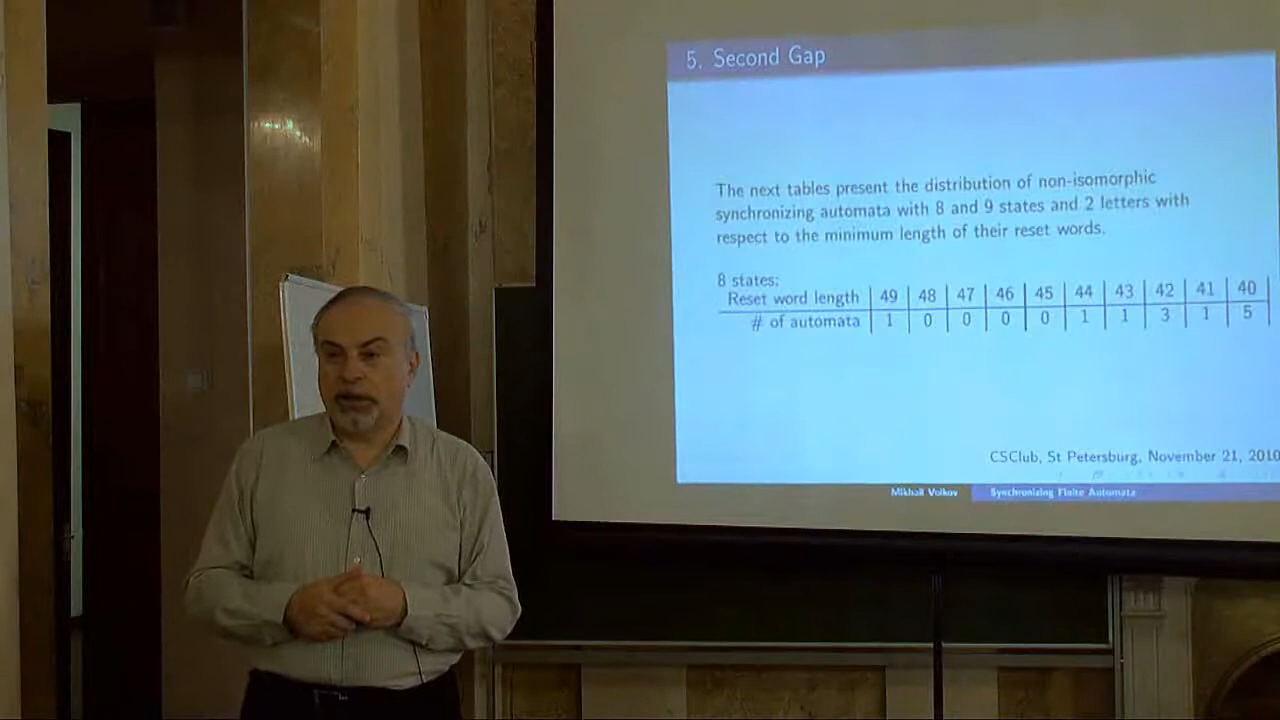 5. Second Gap
The next tables present the distribution of non-isomorphic
synchronizing automata with 8 and 9 states and 2 letters with
respect to the minimum length of their reset words.
8 states:
Reset word length 49 48 47 46 45 44 43 42 41 40
# of automata 1 0 0 0 0 1 1 3 1 5
CSClub, St Petersburg, November 21, 2010
Mikhail Volkov Synchronizing Finite Automata